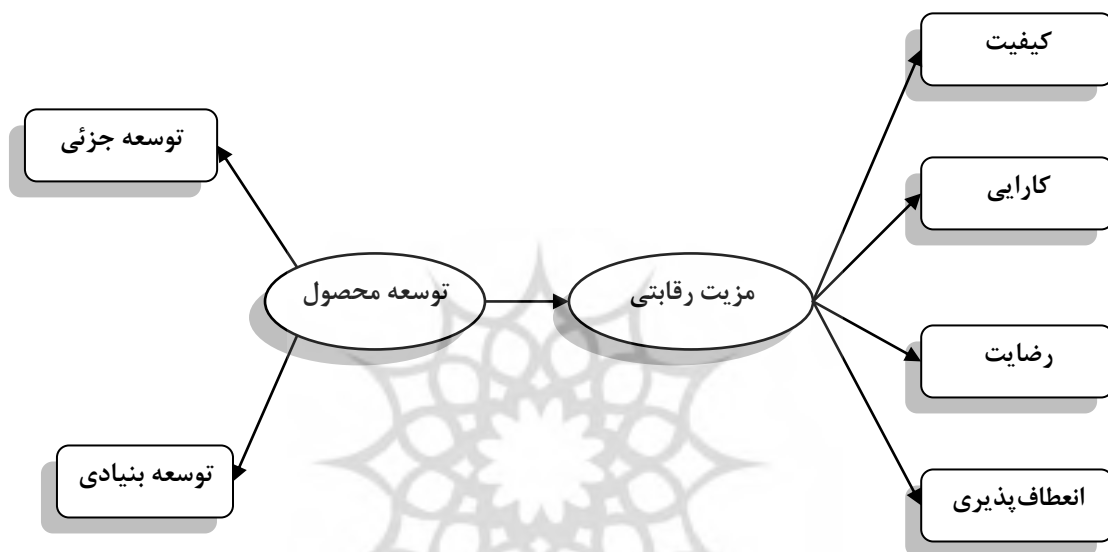 کیفیت
توسعه جزئی
کارایی
توسعه محصول
مزیت رقابتی
رضایت
توسعه بنیادی
انعطاف‌پذیری